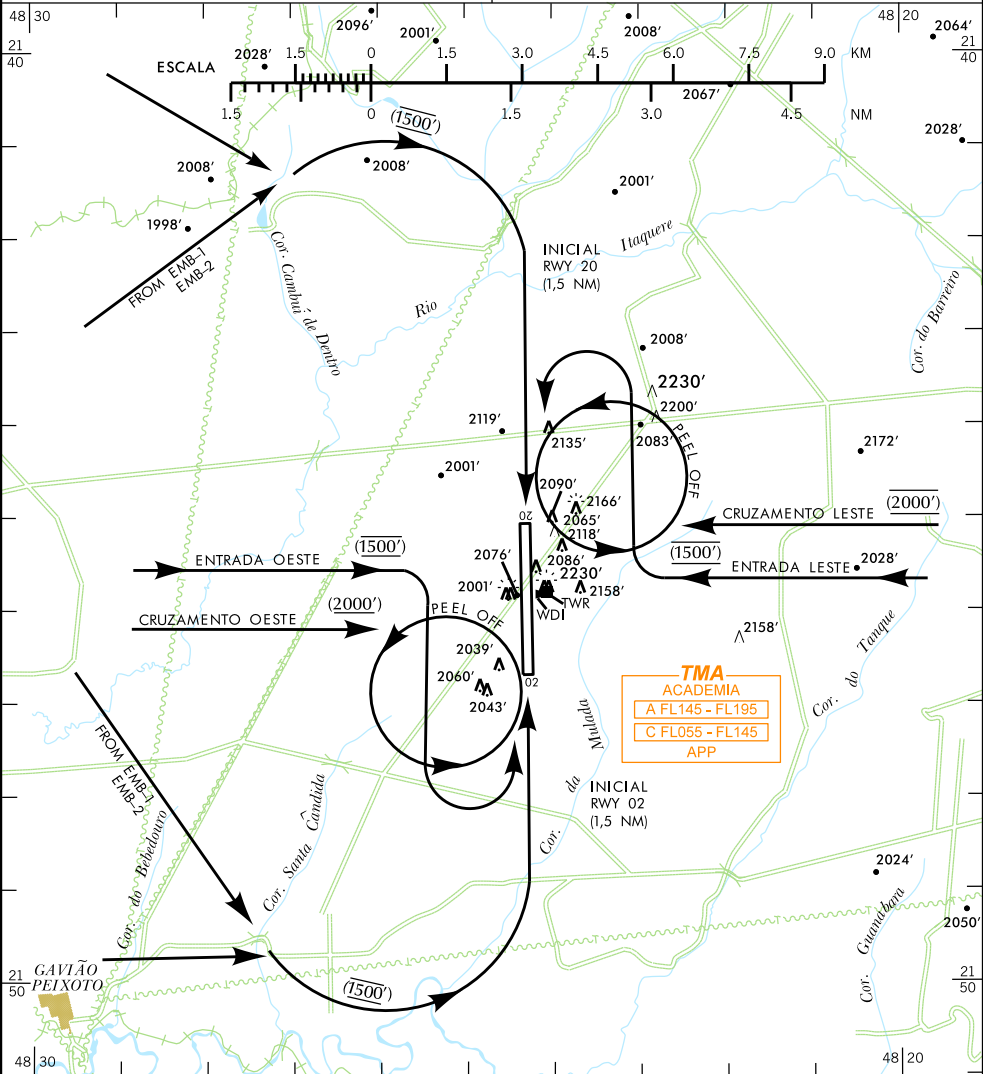 48 30
2096'
2001'
2008'
48 20
2064'
21
40
2028'
ESCALA
1.5 0 1.5 3.0 4.5 6.0 7.5 9.0 KM
21
40
2067'
1.5 0 1.5 3.0 4.5 NM
(1500')
2028'
2008'
2008'
2001'
1998'
FROM EMB-1
EMB-2
Cor. Cambuí de Dentro
Rio
Itaquere
INICIAL
RWY 20
(1,5 NM)
Cor. do Barreiro
2008'
2230'
2200'
2119'
2135'
2083'
PEEL OFF
2172'
2001'
2090'
2166'
2065'
2118'
20
CRUZAMENTO LESTE
(2000')
(1500')
ENTRADA OESTE
(1500')
2076'
2086'
2230'
ENTRADA LESTE
2028'
2001'
2158'
TWR
WDI
CRUZAMENTO OESTE
(2000')
PEEL OFF
2158'
2039'
2060'
2043'
02
TMA
ACADEMIA
A FL145 - FL195
C FL055 - FL145
APP
Cor. do Tanque
FROM EMB-1
EMB-2
Cor. da Mulada
INICIAL
RWY 02
(1,5 NM)
Cor. do Bebedouro
Cor. Santa Cândida
2024'
2050'
Cor. Guanabara
21
50
GAVIÃO
PEIXOTO
(1500')
21
50
48 30
48 20